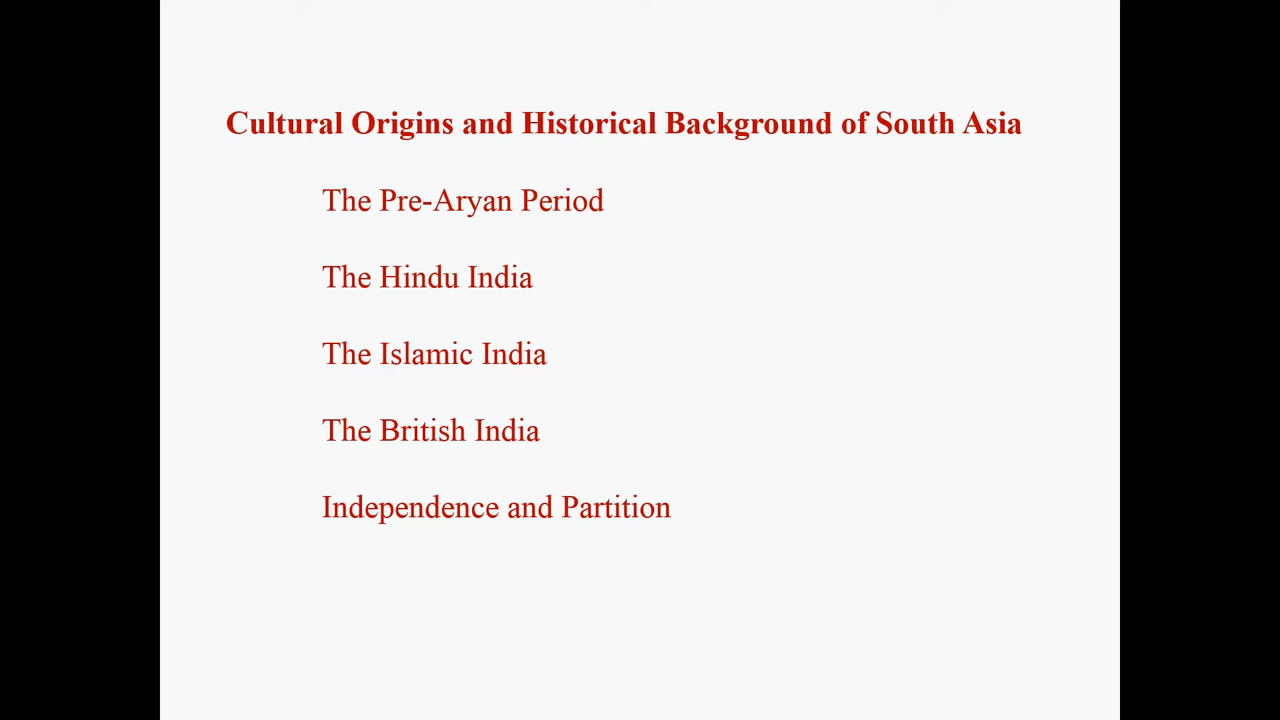 Cultural Origins and Historical Background of South Asia
The Pre-Aryan Period
The Hindu India
The Islamic India
The British India
Independence and Partition